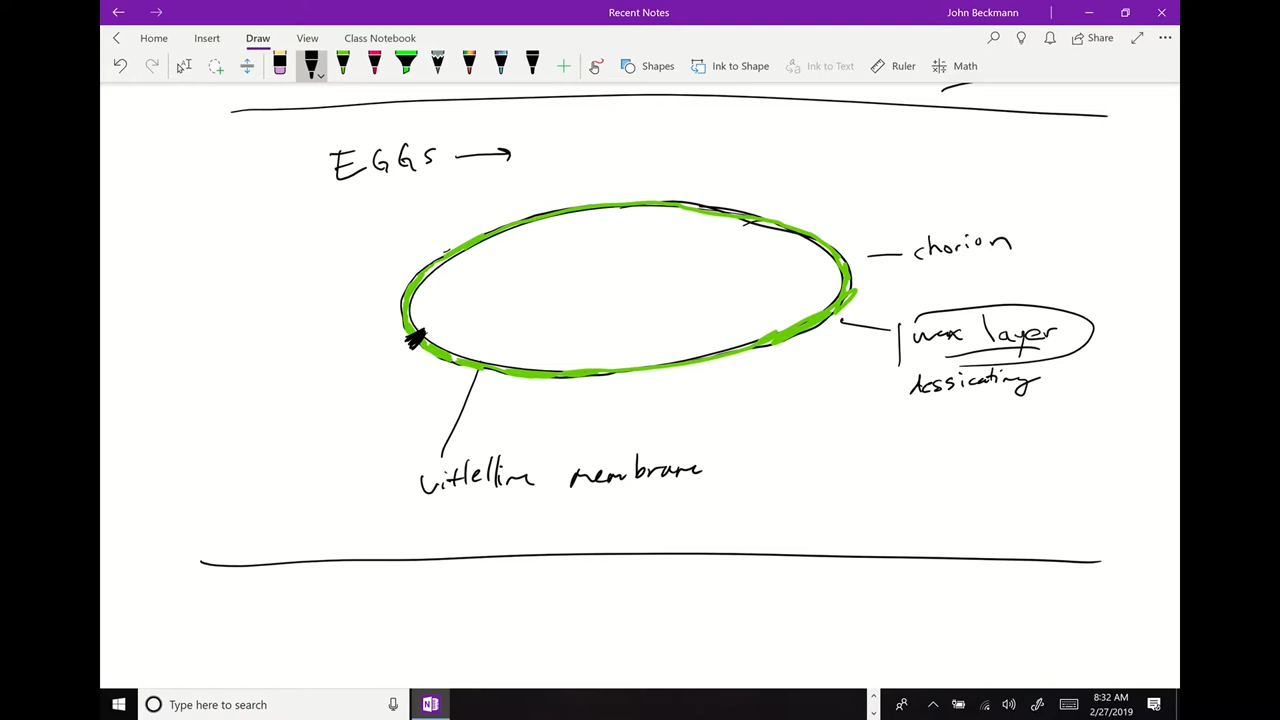 Recent Notes
John Beckmann
Home Insert Draw View Class Notebook
Share
Shapes Ink to Shape Ink to Text Ruler Math
EGGs →
chorion
wax layer
dessicating
vittelline membrane
Type here to search
8:32 AM
2/27/2019